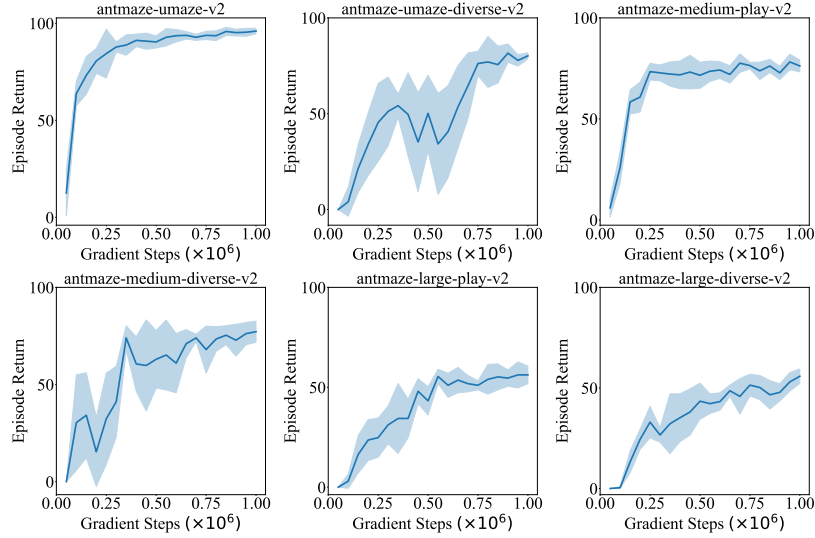 antmaze-umaze-v2
antmaze-umaze-diverse-v2
antmaze-medium-play-v2
100
50
0
Episode Return
0.00 0.25 0.50 0.75 1.00
Gradient Steps (×10⁶)
100
50
0
Episode Return
0.00 0.25 0.50 0.75 1.00
Gradient Steps (×10⁶)
100
50
0
Episode Return
0.00 0.25 0.50 0.75 1.00
Gradient Steps (×10⁶)
antmaze-medium-diverse-v2
antmaze-large-play-v2
antmaze-large-diverse-v2
100
50
0
Episode Return
0.00 0.25 0.50 0.75 1.00
Gradient Steps (×10⁶)
100
50
0
Episode Return
0.00 0.25 0.50 0.75 1.00
Gradient Steps (×10⁶)
100
50
0
Episode Return
0.00 0.25 0.50 0.75 1.00
Gradient Steps (×10⁶)